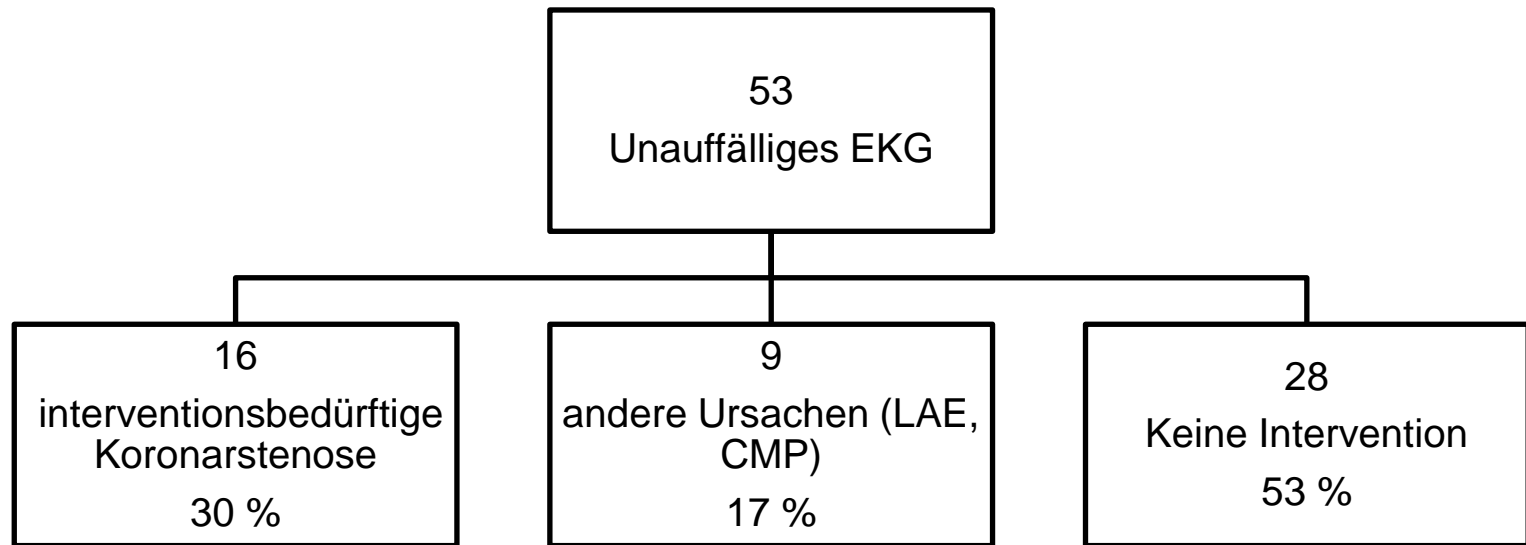 53
Unauffälliges EKG
16
interventionsbedürftige
Koronarstenose
30 %
9
andere Ursachen (LAE,
CMP)
17 %
28
Keine Intervention
53 %